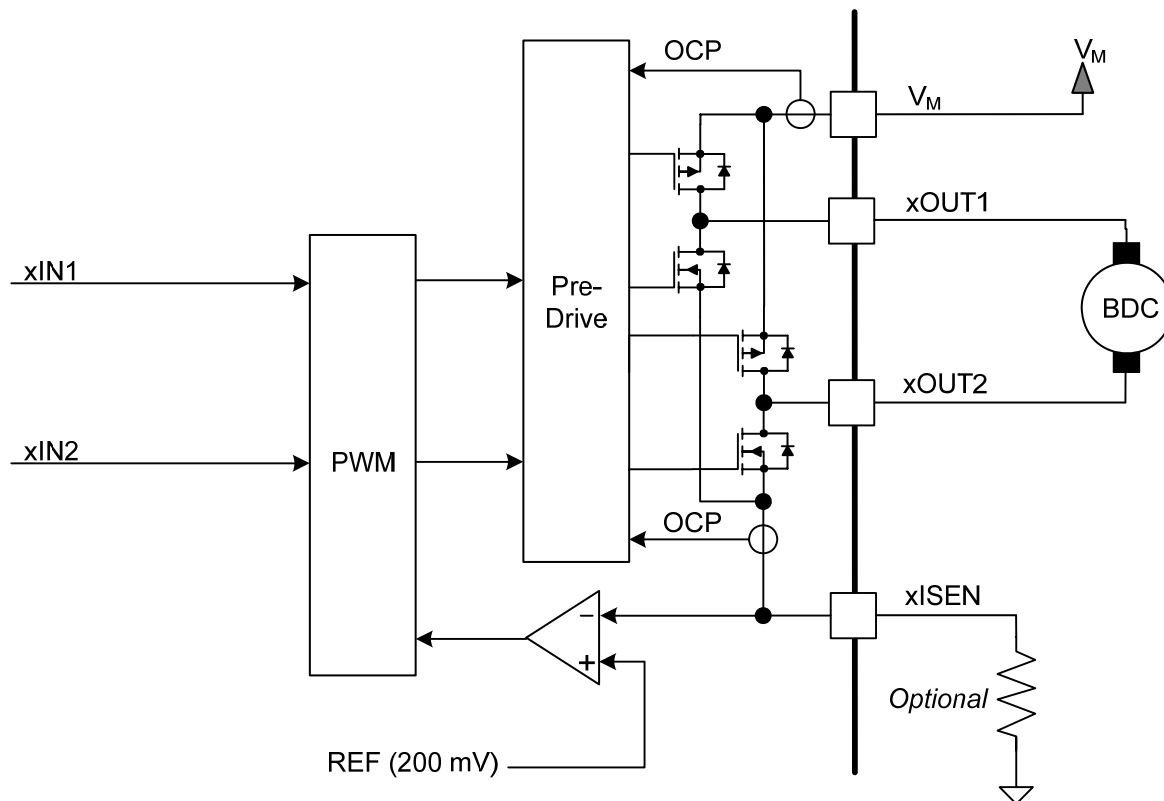 OCP
V_M
V_M
xOUT1
xIN1
Pre-
Drive
BDC
xOUT2
xIN2
PWM
OCP
xISEN
−
+
Optional
REF (200 mV)